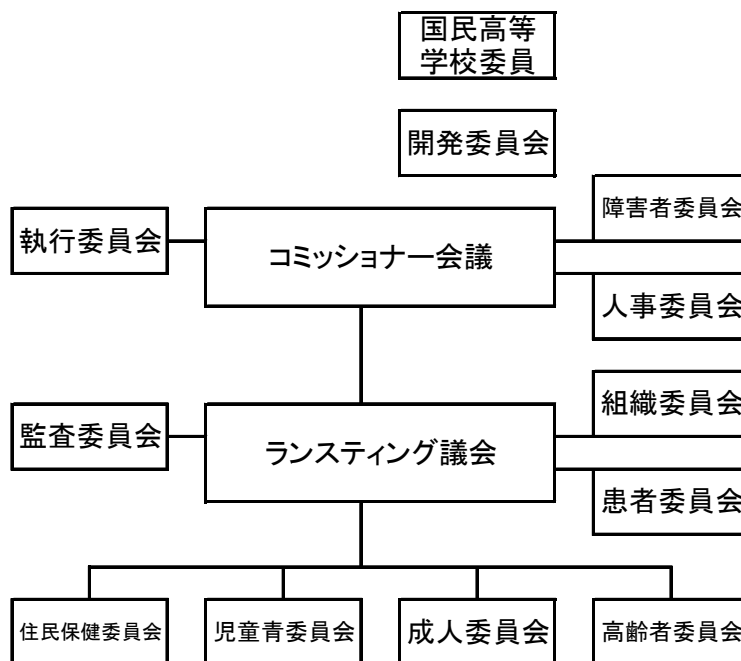 国民高等
学校委員
開発委員会
障害者委員会
執行委員会
コミッショナー会議
人事委員会
組織委員会
監査委員会
ランスティング議会
患者委員会
住民保健委員会
児童青委員会
成人委員会
高齢者委員会